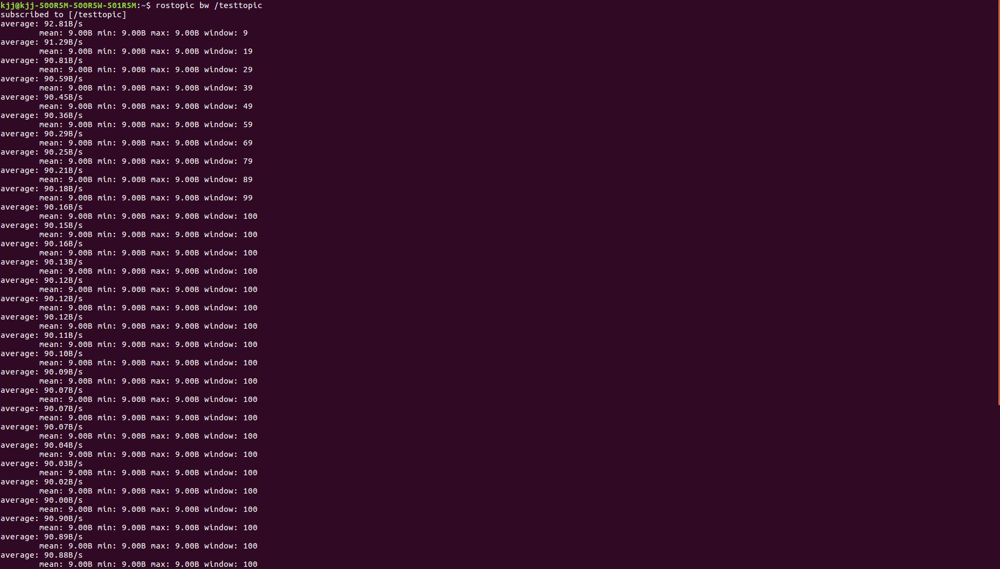 kjj@kjj-500R5M-500R5W-501R5M:~$ rostopic bw /testtopic
subscribed to [/testtopic]
average: 92.81B/s
mean: 9.00B min: 9.00B max: 9.00B window: 9
average: 91.29B/s
mean: 9.00B min: 9.00B max: 9.00B window: 19
average: 90.81B/s
mean: 9.00B min: 9.00B max: 9.00B window: 29
average: 90.59B/s
mean: 9.00B min: 9.00B max: 9.00B window: 39
average: 90.45B/s
mean: 9.00B min: 9.00B max: 9.00B window: 49
average: 90.36B/s
mean: 9.00B min: 9.00B max: 9.00B window: 59
average: 90.29B/s
mean: 9.00B min: 9.00B max: 9.00B window: 69
average: 90.25B/s
mean: 9.00B min: 9.00B max: 9.00B window: 79
average: 90.21B/s
mean: 9.00B min: 9.00B max: 9.00B window: 89
average: 90.18B/s
mean: 9.00B min: 9.00B max: 9.00B window: 99
average: 90.16B/s
mean: 9.00B min: 9.00B max: 9.00B window: 100
average: 90.15B/s
mean: 9.00B min: 9.00B max: 9.00B window: 100
average: 90.16B/s
mean: 9.00B min: 9.00B max: 9.00B window: 100
average: 90.13B/s
mean: 9.00B min: 9.00B max: 9.00B window: 100
average: 90.12B/s
mean: 9.00B min: 9.00B max: 9.00B window: 100
average: 90.12B/s
mean: 9.00B min: 9.00B max: 9.00B window: 100
average: 90.12B/s
mean: 9.00B min: 9.00B max: 9.00B window: 100
average: 90.11B/s
mean: 9.00B min: 9.00B max: 9.00B window: 100
average: 90.10B/s
mean: 9.00B min: 9.00B max: 9.00B window: 100
average: 90.09B/s
mean: 9.00B min: 9.00B max: 9.00B window: 100
average: 90.07B/s
mean: 9.00B min: 9.00B max: 9.00B window: 100
average: 90.07B/s
mean: 9.00B min: 9.00B max: 9.00B window: 100
average: 90.07B/s
mean: 9.00B min: 9.00B max: 9.00B window: 100
average: 90.04B/s
mean: 9.00B min: 9.00B max: 9.00B window: 100
average: 90.03B/s
mean: 9.00B min: 9.00B max: 9.00B window: 100
average: 90.02B/s
mean: 9.00B min: 9.00B max: 9.00B window: 100
average: 90.00B/s
mean: 9.00B min: 9.00B max: 9.00B window: 100
average: 90.90B/s
mean: 9.00B min: 9.00B max: 9.00B window: 100
average: 90.89B/s
mean: 9.00B min: 9.00B max: 9.00B window: 100
average: 90.88B/s
mean: 9.00B min: 9.00B max: 9.00B window: 100